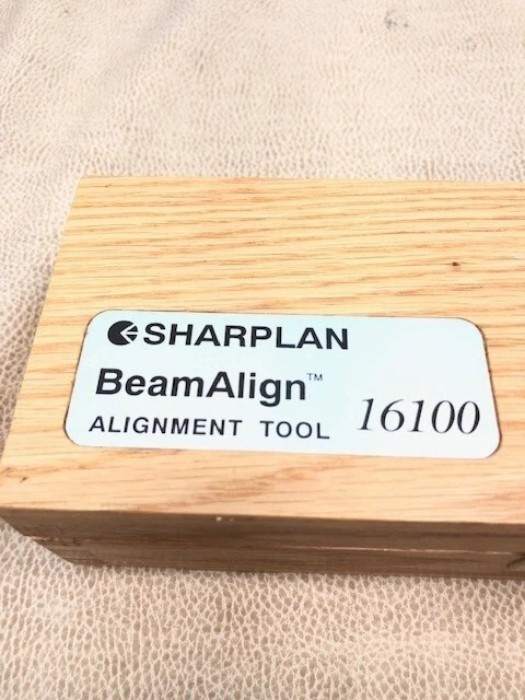 SHARPLAN
BeamAlign™
ALIGNMENT TOOL 16100